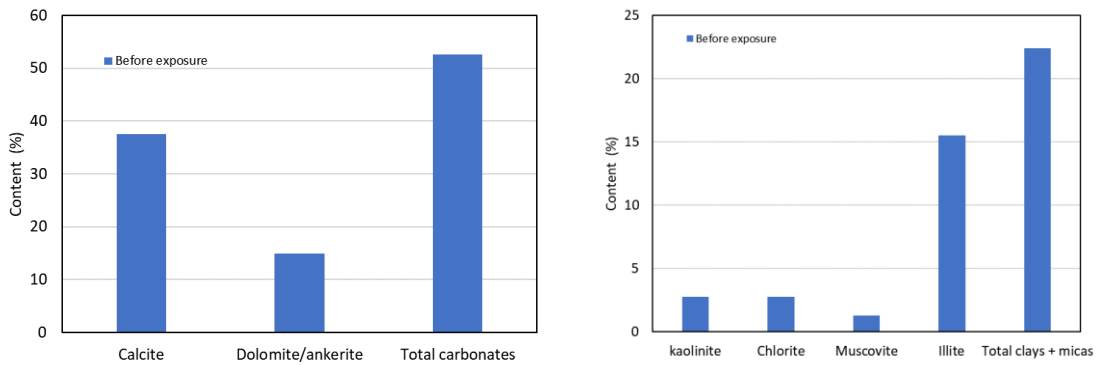 60
50
40
30
20
10
0
Content (%)
Before exposure
Calcite Dolomite/ankerite Total carbonates
25
20
15
10
5
0
Content (%)
Before exposure
kaolinite Chlorite Muscovite Illite Total clays + micas